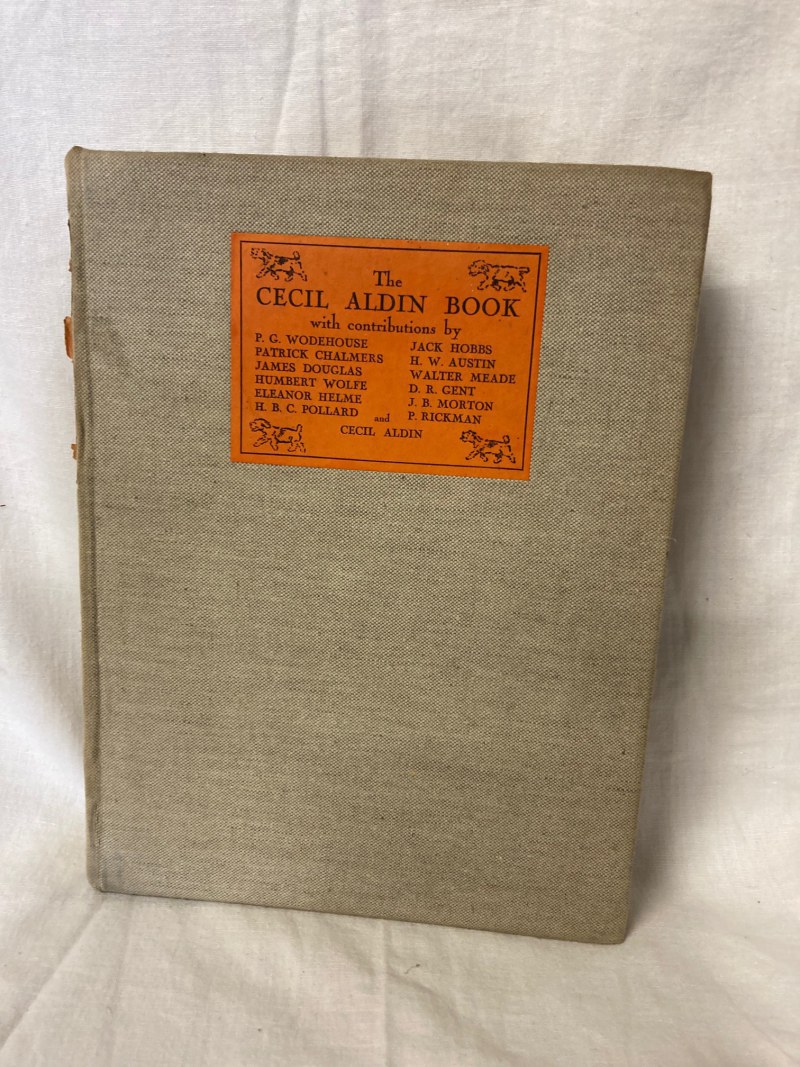 The
CECIL ALDIN BOOK
with contributions by
P. G. WODEHOUSE
PATRICK CHALMERS
JAMES DOUGLAS
HUMBERT WOLFE
ELEANOR HELME
H. B. C. POLLARD
JACK HOBBS
H. W. AUSTIN
WALTER MEADE
D. R. GENT
J. B. MORTON
P. RICKMAN
and
CECIL ALDIN